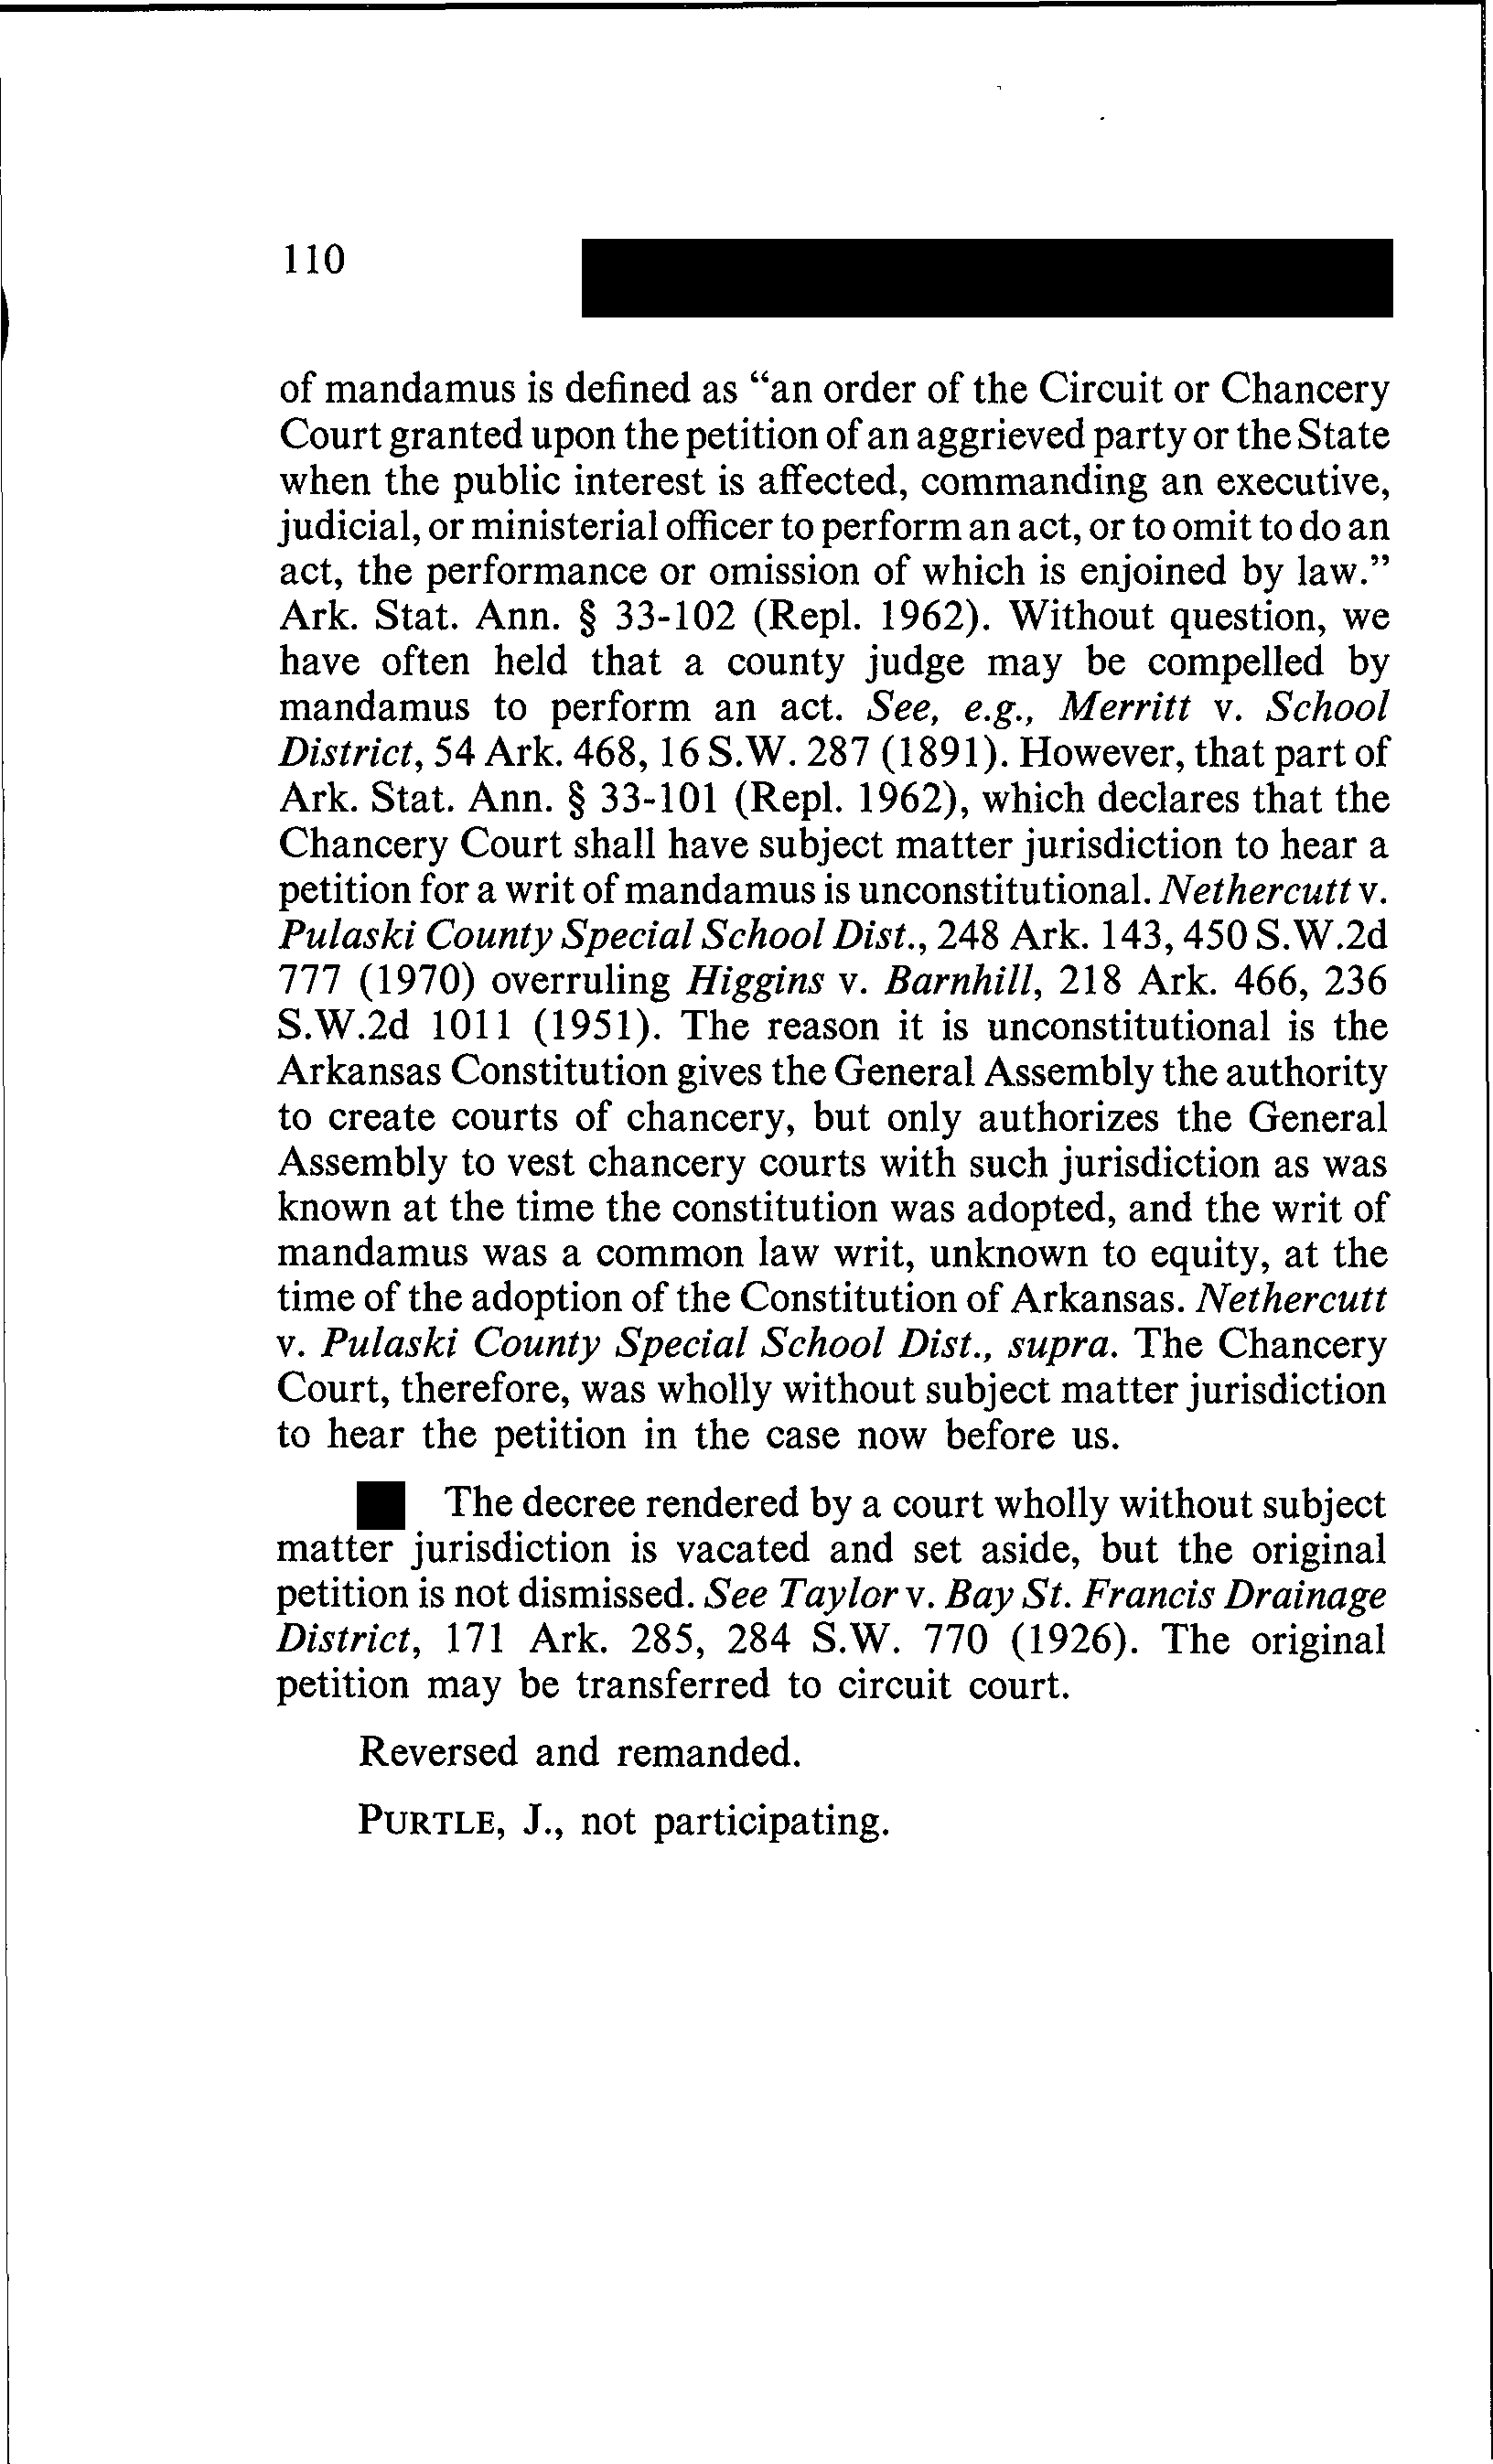 110
of mandamus is defined as “an order of the Circuit or Chancery
Court granted upon the petition of an aggrieved party or the State
when the public interest is affected, commanding an executive,
judicial, or ministerial officer to perform an act, or to omit to do an
act, the performance or omission of which is enjoined by law.”
Ark. Stat. Ann. § 33-102 (Repl. 1962). Without question, we
have often held that a county judge may be compelled by
mandamus to perform an act. See, e.g., Merritt v. School
District, 54 Ark. 468, 16 S.W. 287 (1891). However, that part of
Ark. Stat. Ann. § 33-101 (Repl. 1962), which declares that the
Chancery Court shall have subject matter jurisdiction to hear a
petition for a writ of mandamus is unconstitutional. Nethercutt v.
Pulaski County Special School Dist., 248 Ark. 143, 450 S.W.2d
777 (1970) overruling Higgins v. Barnhill, 218 Ark. 466, 236
S.W.2d 1011 (1951). The reason it is unconstitutional is the
Arkansas Constitution gives the General Assembly the authority
to create courts of chancery, but only authorizes the General
Assembly to vest chancery courts with such jurisdiction as was
known at the time the constitution was adopted, and the writ of
mandamus was a common law writ, unknown to equity, at the
time of the adoption of the Constitution of Arkansas. Nethercutt
v. Pulaski County Special School Dist., supra. The Chancery
Court, therefore, was wholly without subject matter jurisdiction
to hear the petition in the case now before us.
The decree rendered by a court wholly without subject
matter jurisdiction is vacated and set aside, but the original
petition is not dismissed. See Taylor v. Bay St. Francis Drainage
District, 171 Ark. 285, 284 S.W. 770 (1926). The original
petition may be transferred to circuit court.
Reversed and remanded.
PURTLE, J., not participating.